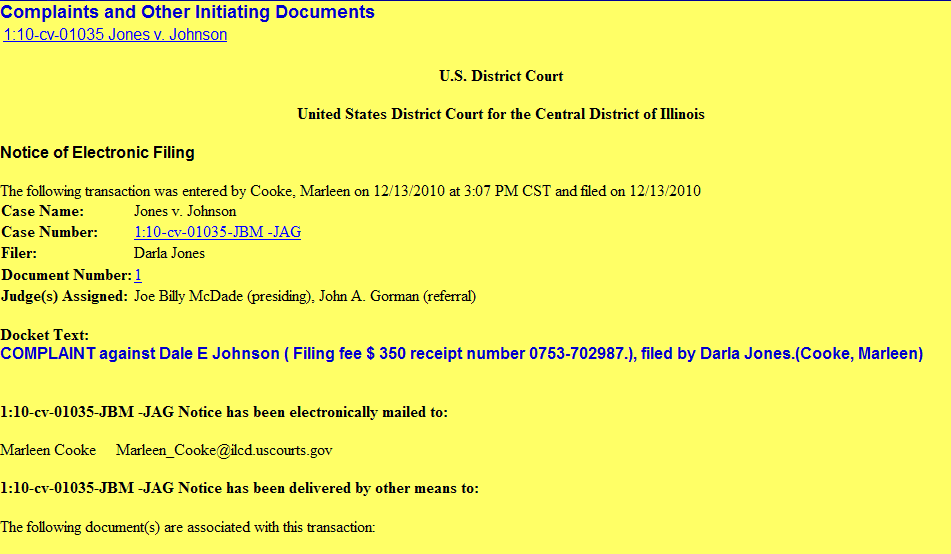 Complaints and Other Initiating Documents
1:10-cv-01035 Jones v. Johnson
U.S. District Court
United States District Court for the Central District of Illinois
Notice of Electronic Filing
The following transaction was entered by Cooke, Marleen on 12/13/2010 at 3:07 PM CST and filed on 12/13/2010
Case Name: Jones v. Johnson
Case Number: 1:10-cv-01035-JBM -JAG
Filer: Darla Jones
Document Number: 1
Judge(s) Assigned: Joe Billy McDade (presiding), John A. Gorman (referral)
Docket Text:
COMPLAINT against Dale E Johnson ( Filing fee $ 350 receipt number 0753-702987.), filed by Darla Jones.(Cooke, Marleen)
1:10-cv-01035-JBM -JAG Notice has been electronically mailed to:
Marleen Cooke Marleen_Cooke@ilcd.uscourts.gov
1:10-cv-01035-JBM -JAG Notice has been delivered by other means to:
The following document(s) are associated with this transaction: